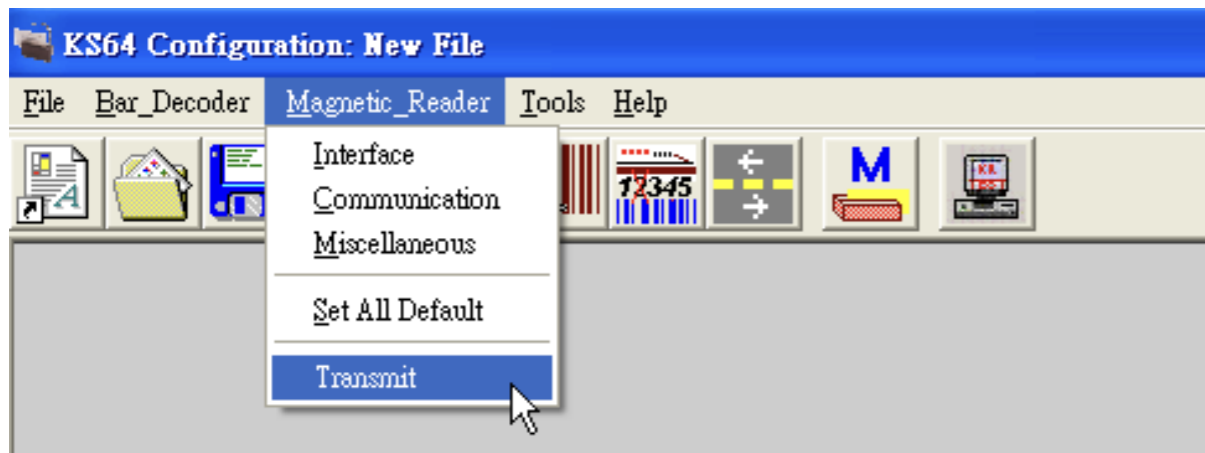 KS64 Configuration: New File
File Bar_Decoder Magnetic_Reader Tools Help
A 12345 M
Interface
Communication
Miscellaneous
Set All Default
Transmit